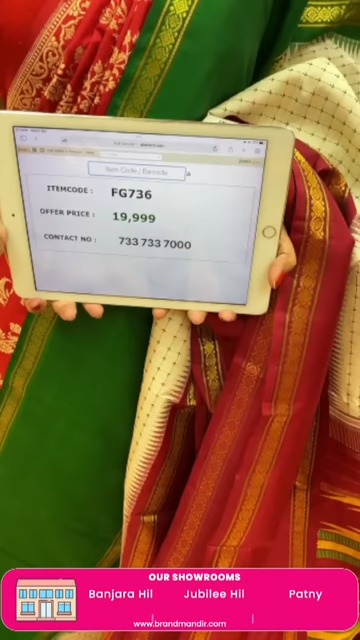 Item Code / Barcode
ITEMCODE : FG736
OFFER PRICE : 19,999
CONTACT NO : 733 733 7000
OUR SHOWROOMS
Banjara Hil Jubilee Hil Patny
www.brandmandir.com